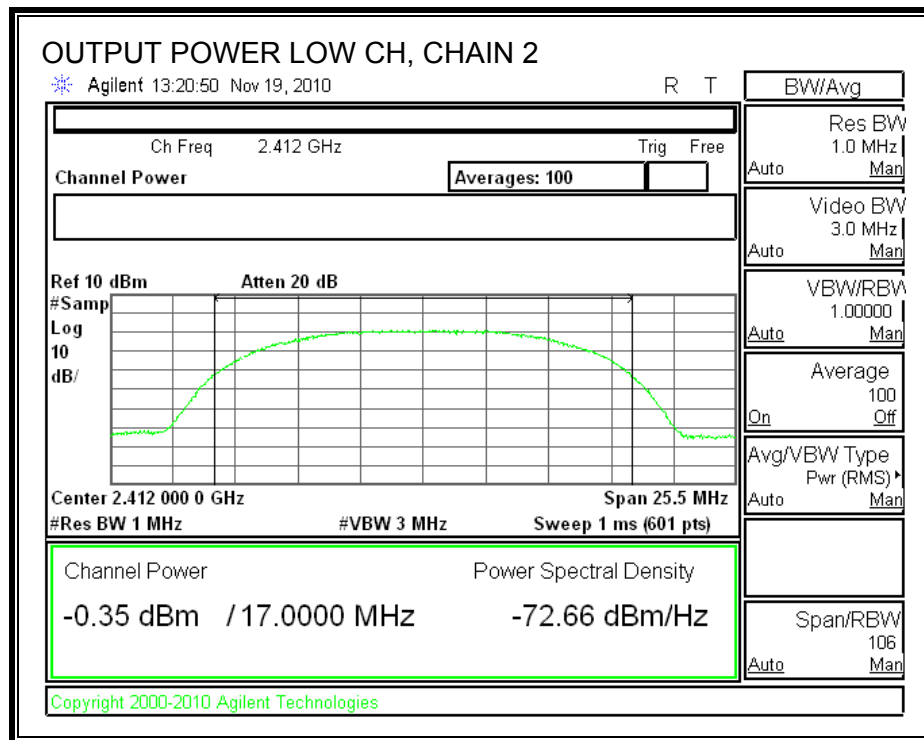 OUTPUT POWER LOW CH, CHAIN 2
Agilent 13:20:50 Nov 19, 2010 R T
BW/Avg
Ch Freq 2.412 GHz Trig Free
Channel Power Averages: 100
Ref 10 dBm Atten 20 dB
#Samp
Log
10
dB/
Center 2.412 000 0 GHz Span 25.5 MHz
#Res BW 1 MHz #VBW 3 MHz Sweep 1 ms (601 pts)
Channel Power Power Spectral Density
-0.35 dBm / 17.0000 MHz -72.66 dBm/Hz
Copyright 2000-2010 Agilent Technologies
Res BW
1.0 MHz
Auto Man
Video BW
3.0 MHz
Auto Man
VBW/RBW
1.00000
Auto Man
Average
100
On Off
Avg/VBW Type
Pwr (RMS)
Auto Man
Span/RBW
106
Auto Man